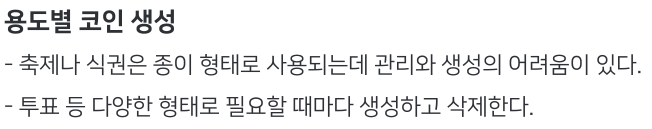 용도별 코인 생성
- 축제나 식권은 종이 형태로 사용되는데 관리와 생성의 어려움이 있다.
- 투표 등 다양한 형태로 필요할 때마다 생성하고 삭제한다.